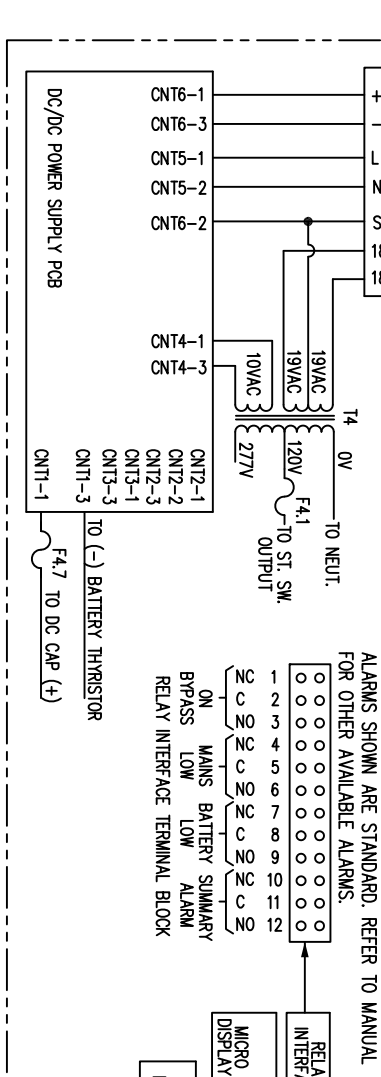 CNT6-1
CNT6-3
CNT5-1
CNT5-2
CNT6-2
CNT4-1
CNT4-3
+
−
L
N
S
18
18
DC/DC POWER SUPPLY PCB
10VAC
19VAC
19VAC
T4
0V
120V
277V
F4.1
TO NEUT.
TO ST. SW.
OUTPUT
CNT2-1
CNT2-2
CNT2-3
CNT3-1
CNT3-3
CNT1-3
CNT1-1
TO (-) BATTERY THYRISTOR
F4.7 TO DC CAP (+)
ALARMS SHOWN ARE STANDARD. REFER TO MANUAL
FOR OTHER AVAILABLE ALARMS.
NC 1
C 2
NO 3
NC 4
C 5
NO 6
NC 7
C 8
NO 9
NC 10
C 11
NO 12
ON
BYPASS
MAINS
LOW
BATTERY
LOW
SUMMARY
ALARM
RELAY INTERFACE TERMINAL BLOCK
RELA
INTERFA
MICRO
DISPLAY